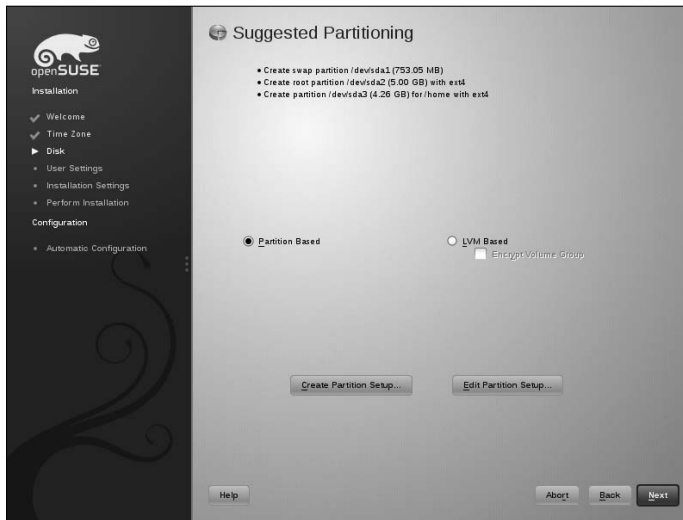 openSUSE
Installation
Welcome
Time Zone
Disk
User Settings
Installation Settings
Perform Installation
Configuration
Automatic Configuration
Suggested Partitioning
• Create swap partition /dev/sda1 (753.05 MB)
• Create root partition /dev/sda2 (5.00 GB) with ext4
• Create partition /dev/sda3 (4.26 GB) for /home with ext4
Partition Based
LVM Based
Encrypt Volume Group
Create Partition Setup...
Edit Partition Setup...
Help
Abort
Back
Next